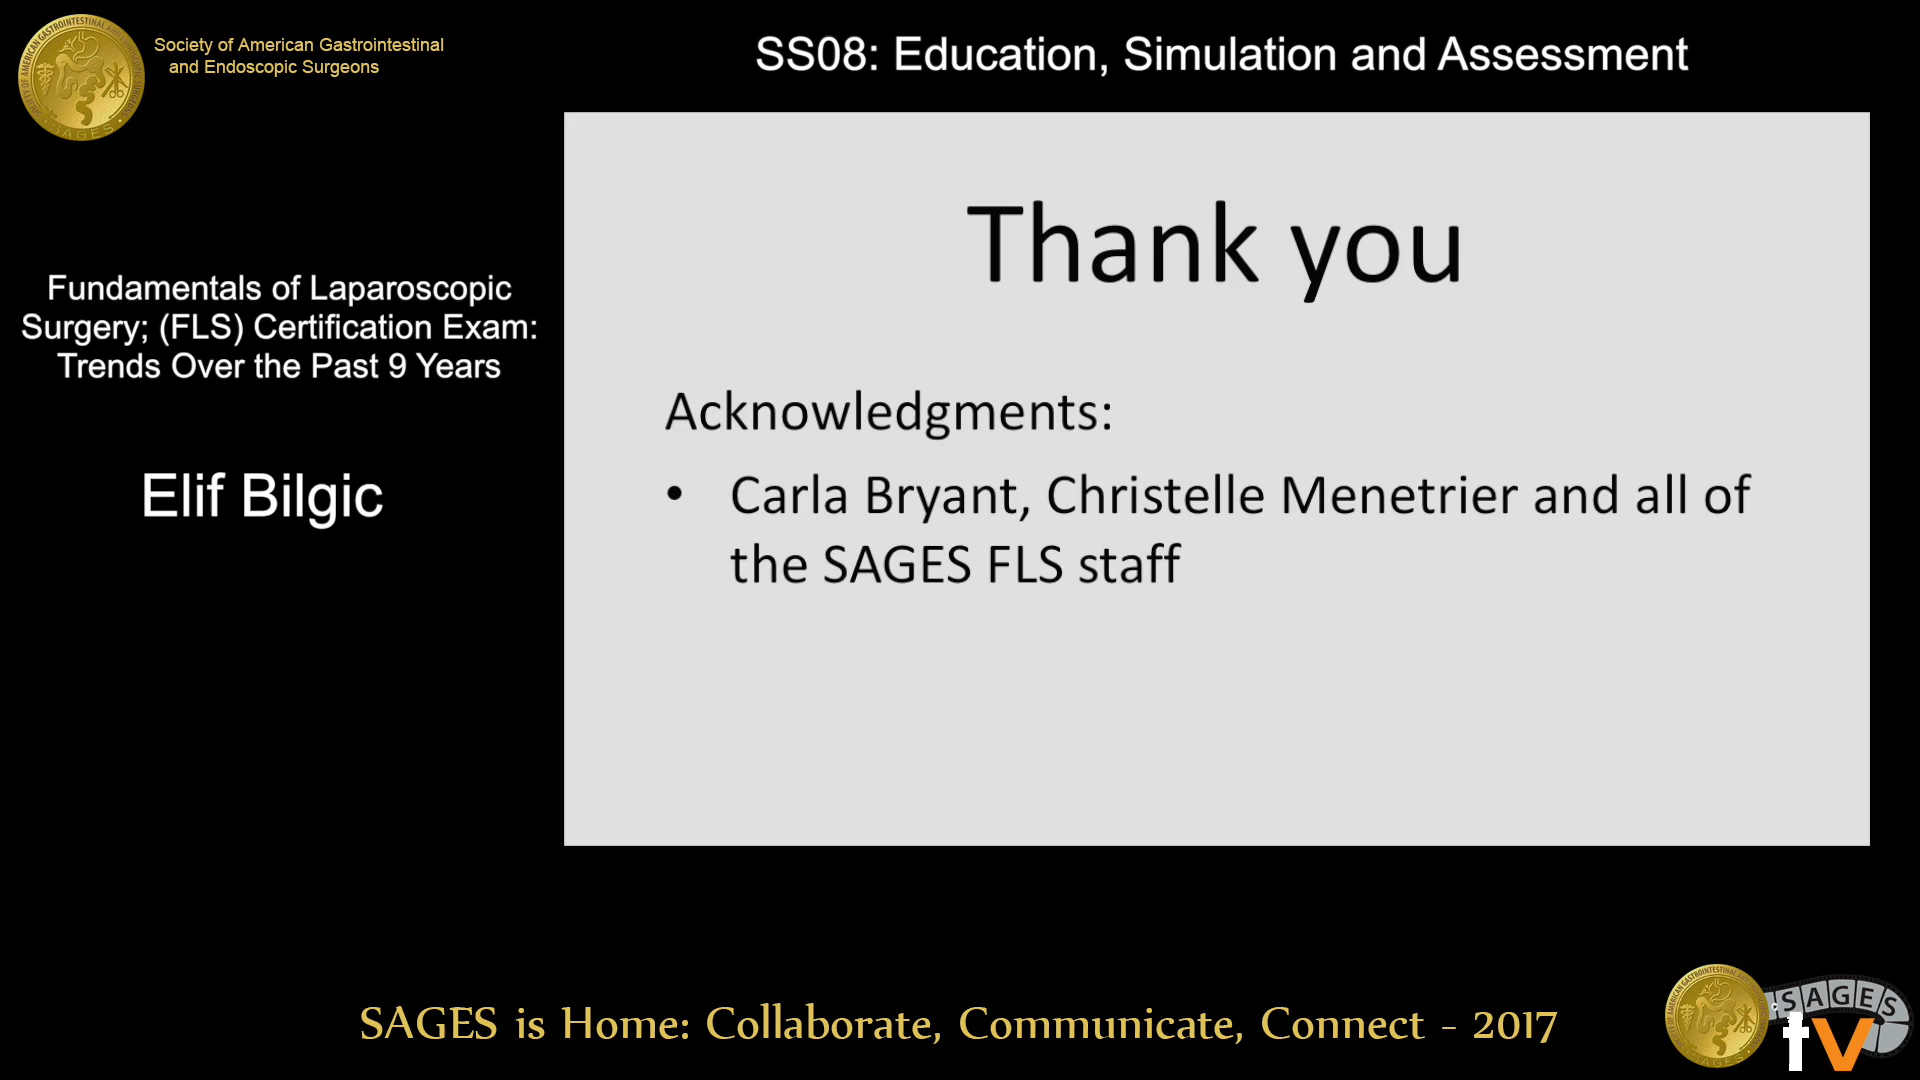 Society of American Gastrointestinal
and Endoscopic Surgeons
SS08: Education, Simulation and Assessment
Fundamentals of Laparoscopic
Surgery; (FLS) Certification Exam:
Trends Over the Past 9 Years
Elif Bilgic
Thank you
Acknowledgments:
• Carla Bryant, Christelle Menetrier and all of
the SAGES FLS staff
SAGES is Home: Collaborate, Communicate, Connect - 2017
SAGES
tv